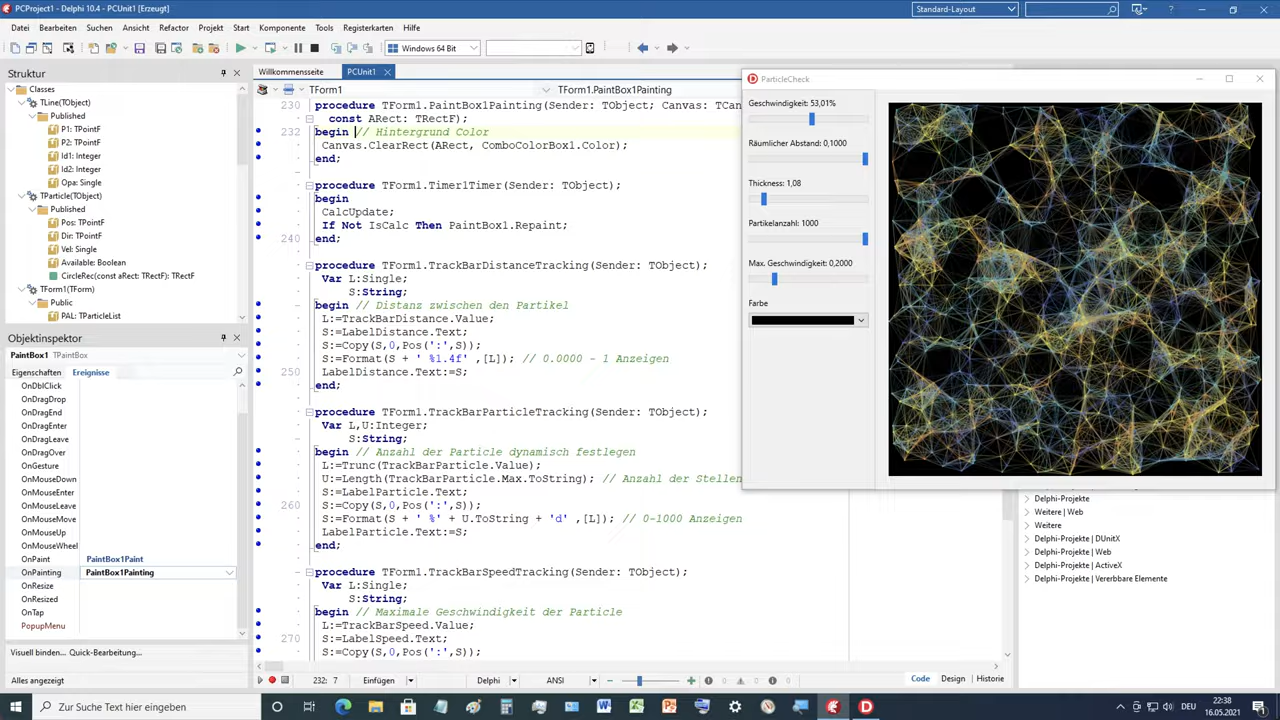 PCProject1 - Delphi 10.4 - PCUnit1 [Erzeugt]
Standard-Layout
Datei Bearbeiten Suchen Ansicht Refactor Projekt Start Komponente Tools Registerkarten Hilfe
Windows 64 Bit
Struktur
Classes
TLine(TObject)
Published
P1: TPointF
P2: TPointF
Id1: Integer
Id2: Integer
Opa: Single
TParticle(TObject)
Published
Pos: TPointF
Dir: TPointF
Vel: Single
Available: Boolean
CircleRec(const aRect: TRectF): TRectF
TForm1(TForm)
Public
PAL: TParticleList
Objektinspektor
PaintBox1 TPaintBox
Eigenschaften Ereignisse
OnDblClick
OnDragDrop
OnDragEnd
OnDragEnter
OnDragLeave
OnDragOver
OnGesture
OnMouseDown
OnMouseEnter
OnMouseLeave
OnMouseMove
OnMouseUp
OnMouseWheel
OnPaint PaintBox1Paint
OnPainting PaintBox1Painting
OnResize
OnResized
OnTap
PopupMenu
Visuell binden... Quick-Bearbeitung...
Alles angezeigt
Willkommensseite PCUnit1
TForm1 TForm1.PaintBox1Painting
230 procedure TForm1.PaintBox1Painting(Sender: TObject; Canvas: TCan
const ARect: TRectF);
232 begin // Hintergrund Color
Canvas.ClearRect(ARect, ComboColorBox1.Color);
end;
procedure TForm1.Timer1Timer(Sender: TObject);
begin
CalcUpdate;
If Not IsCalc Then PaintBox1.Repaint;
240 end;
procedure TForm1.TrackBarDistanceTracking(Sender: TObject);
Var L:Single;
S:String;
begin // Distanz zwischen den Partikel
L:=TrackBarDistance.Value;
S:=LabelDistance.Text;
S:=Copy(S,0,Pos(':',S));
S:=Format(S + ' %1.4f' ,[L]); // 0.0000 - 1 Anzeigen
250 LabelDistance.Text:=S;
end;
procedure TForm1.TrackBarParticleTracking(Sender: TObject);
Var L,U:Integer;
S:String;
begin // Anzahl der Particle dynamisch festlegen
L:=Trunc(TrackBarParticle.Value);
U:=Length(TrackBarParticle.Max.ToString); // Anzahl der Stellen
S:=LabelParticle.Text;
260 S:=Copy(S,0,Pos(':',S));
S:=Format(S + ' %' + U.ToString + 'd' ,[L]); // 0-1000 Anzeigen
LabelParticle.Text:=S;
end;
procedure TForm1.TrackBarSpeedTracking(Sender: TObject);
Var L:Single;
S:String;
begin // Maximale Geschwindigkeit der Particle
L:=TrackBarSpeed.Value;
270 S:=LabelSpeed.Text;
S:=Copy(S,0,Pos(':',S));
232: 7 Einfügen Delphi ANSI 0 0 0 Code Design Historie
ParticleCheck
Geschwindigkeit: 53,01%
Räumlicher Abstand: 0,1000
Thickness: 1,08
Partikelanzahl: 1000
Max. Geschwindigkeit: 0,2000
Farbe
Delphi-Projekte
Weitere | Web
Weitere
Delphi-Projekte | DUnitX
Delphi-Projekte | Web
Delphi-Projekte | ActiveX
Delphi-Projekte | Vererbbare Elemente
Zur Suche Text hier eingeben
DEU
22:38
16.05.2021